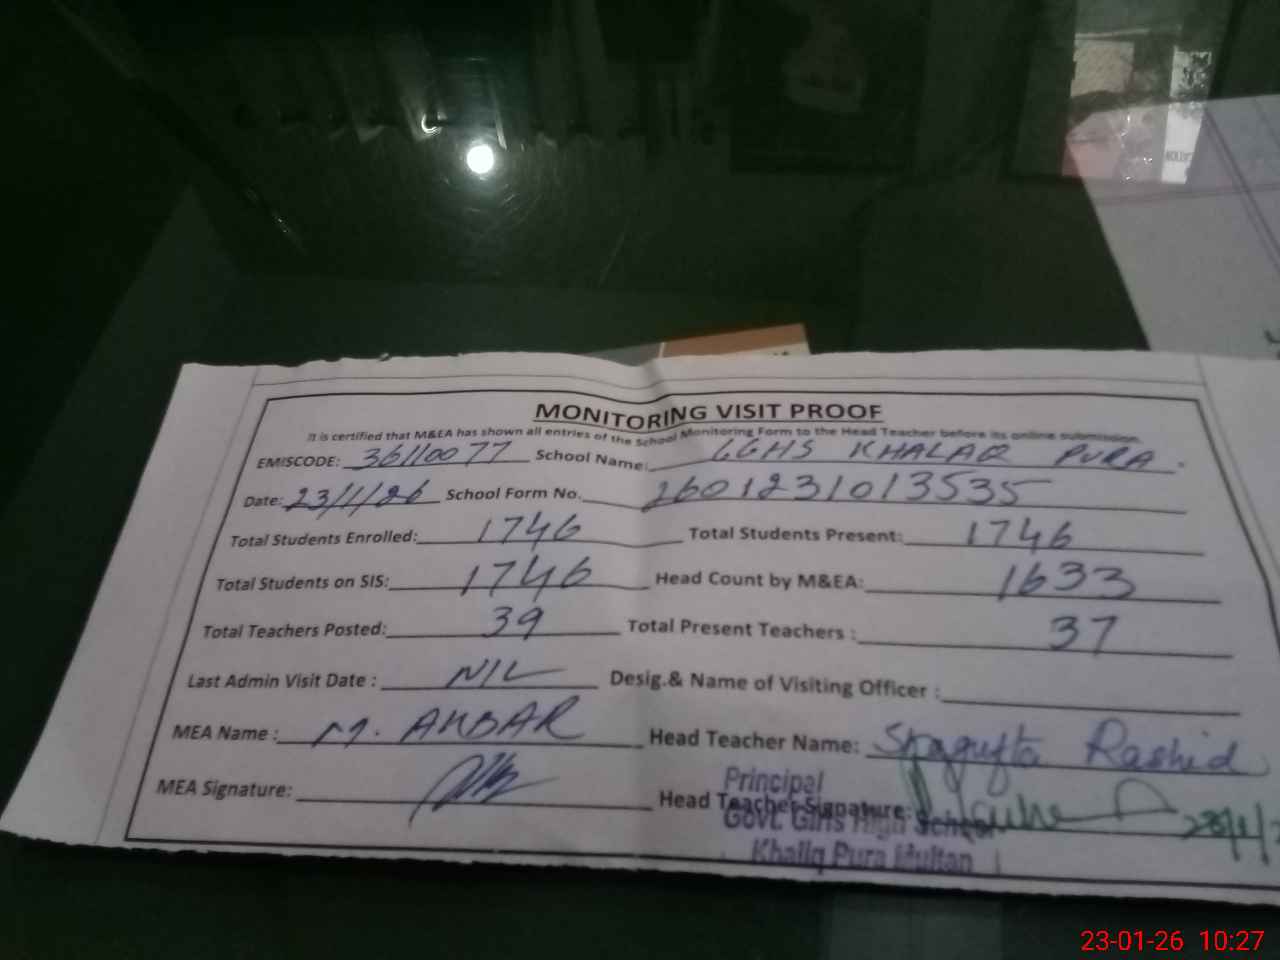 MONITORING VISIT PROOF
It is certified that M&EA has shown all entries of the School Monitoring Form to the Head Teacher before its online submission.
EMISCODE: 36110077 School Name: GGHS KHALAQ PURA.
Date: 23/1/26 School Form No. 2601231013535
Total Students Enrolled: 1746 Total Students Present: 1746
Total Students on SIS: 1746 Head Count by M&EA: 1633
Total Teachers Posted: 39 Total Present Teachers : 37
Last Admin Visit Date : NIL Desig.& Name of Visiting Officer :
MEA Name : M. AKBAR Head Teacher Name: Shagufta Rashid
MEA Signature: Head Teacher Signature:
Principal
Govt. Girls High School
Khaliq Pura Multan
23-01-26 10:27